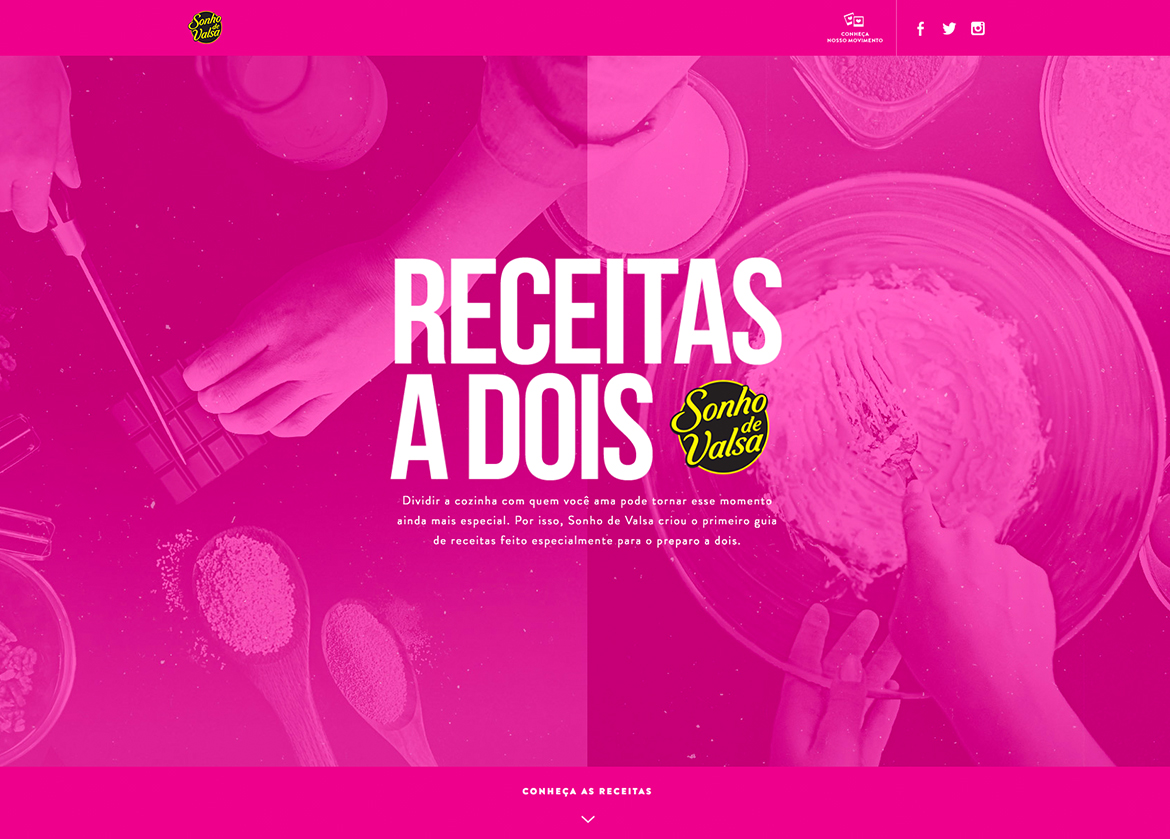 Sonho
de
Valsa
CONHEÇA
NOSSO MOVIMENTO
RECEITAS
A DOIS
Sonho
de
Valsa
Dividir a cozinha com quem você ama pode tornar esse momento
ainda mais especial. Por isso, Sonho de Valsa criou o primeiro guia
de receitas feito especialmente para o preparo a dois.
CONHEÇA AS RECEITAS